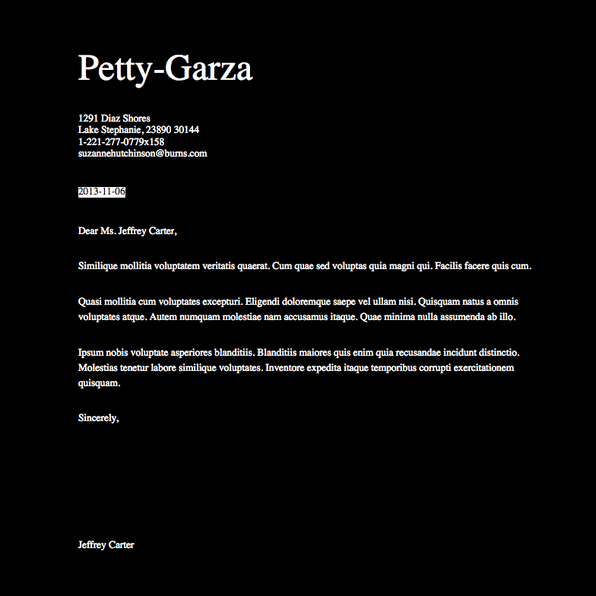 Petty-Garza
1291 Diaz Shores
Lake Stephanie, 23890 30144
1-221-277-0779x158
suzannehutchinson@burns.com
2013-11-06
Dear Ms. Jeffrey Carter,
Similique mollitia voluptatem veritatis quaerat. Cum quae sed voluptas quia magni qui. Facilis facere quis cum.
Quasi mollitia cum voluptates excepturi. Eligendi doloremque saepe vel ullam nisi. Quisquam natus a omnis
voluptates atque. Autem numquam molestiae nam accusamus itaque. Quae minima nulla assumenda ab illo.
Ipsum nobis voluptate asperiores blanditiis. Blanditiis maiores quis enim quia recusandae incidunt distinctio.
Molestias tenetur labore similique voluptates. Inventore expedita itaque temporibus corrupti exercitationem
quisquam.
Sincerely,
Jeffrey Carter